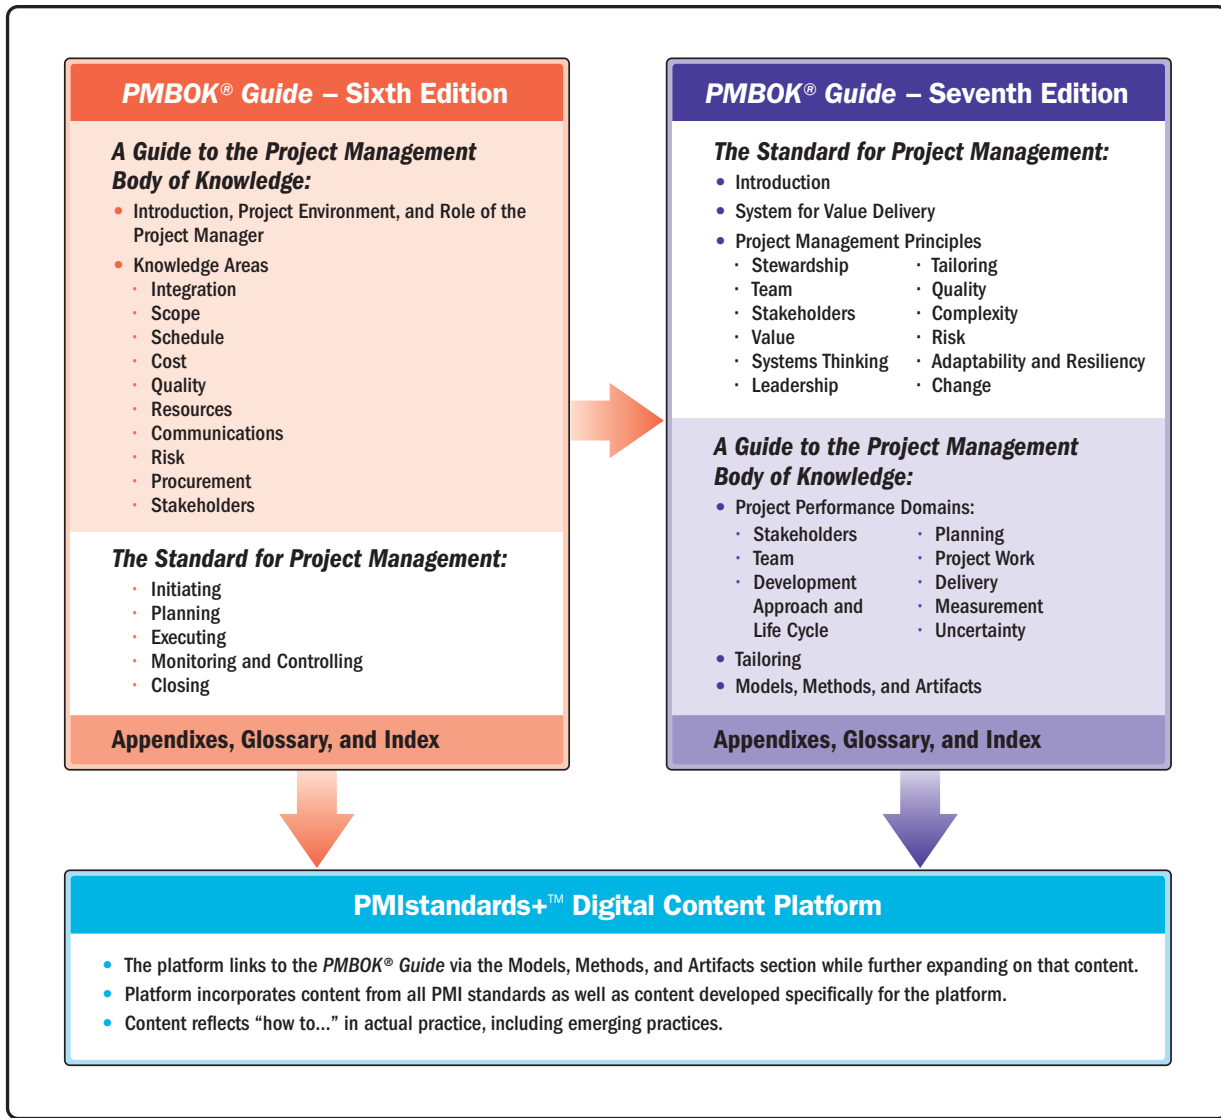 PMBOK® Guide – Sixth Edition
A Guide to the Project Management
Body of Knowledge:
• Introduction, Project Environment, and Role of the
Project Manager
• Knowledge Areas
· Integration
· Scope
· Schedule
· Cost
· Quality
· Resources
· Communications
· Risk
· Procurement
· Stakeholders
The Standard for Project Management:
· Initiating
· Planning
· Executing
· Monitoring and Controlling
· Closing
Appendixes, Glossary, and Index
PMBOK® Guide – Seventh Edition
The Standard for Project Management:
• Introduction
• System for Value Delivery
• Project Management Principles
· Stewardship
· Team
· Stakeholders
· Value
· Systems Thinking
· Leadership
· Tailoring
· Quality
· Complexity
· Risk
· Adaptability and Resiliency
· Change
A Guide to the Project Management
Body of Knowledge:
• Project Performance Domains:
· Stakeholders
· Team
· Development
Approach and
Life Cycle
· Planning
· Project Work
· Delivery
· Measurement
· Uncertainty
• Tailoring
• Models, Methods, and Artifacts
Appendixes, Glossary, and Index
PMIstandards+™ Digital Content Platform
• The platform links to the PMBOK® Guide via the Models, Methods, and Artifacts section while further expanding on that content.
• Platform incorporates content from all PMI standards as well as content developed specifically for the platform.
• Content reflects “how to...” in actual practice, including emerging practices.